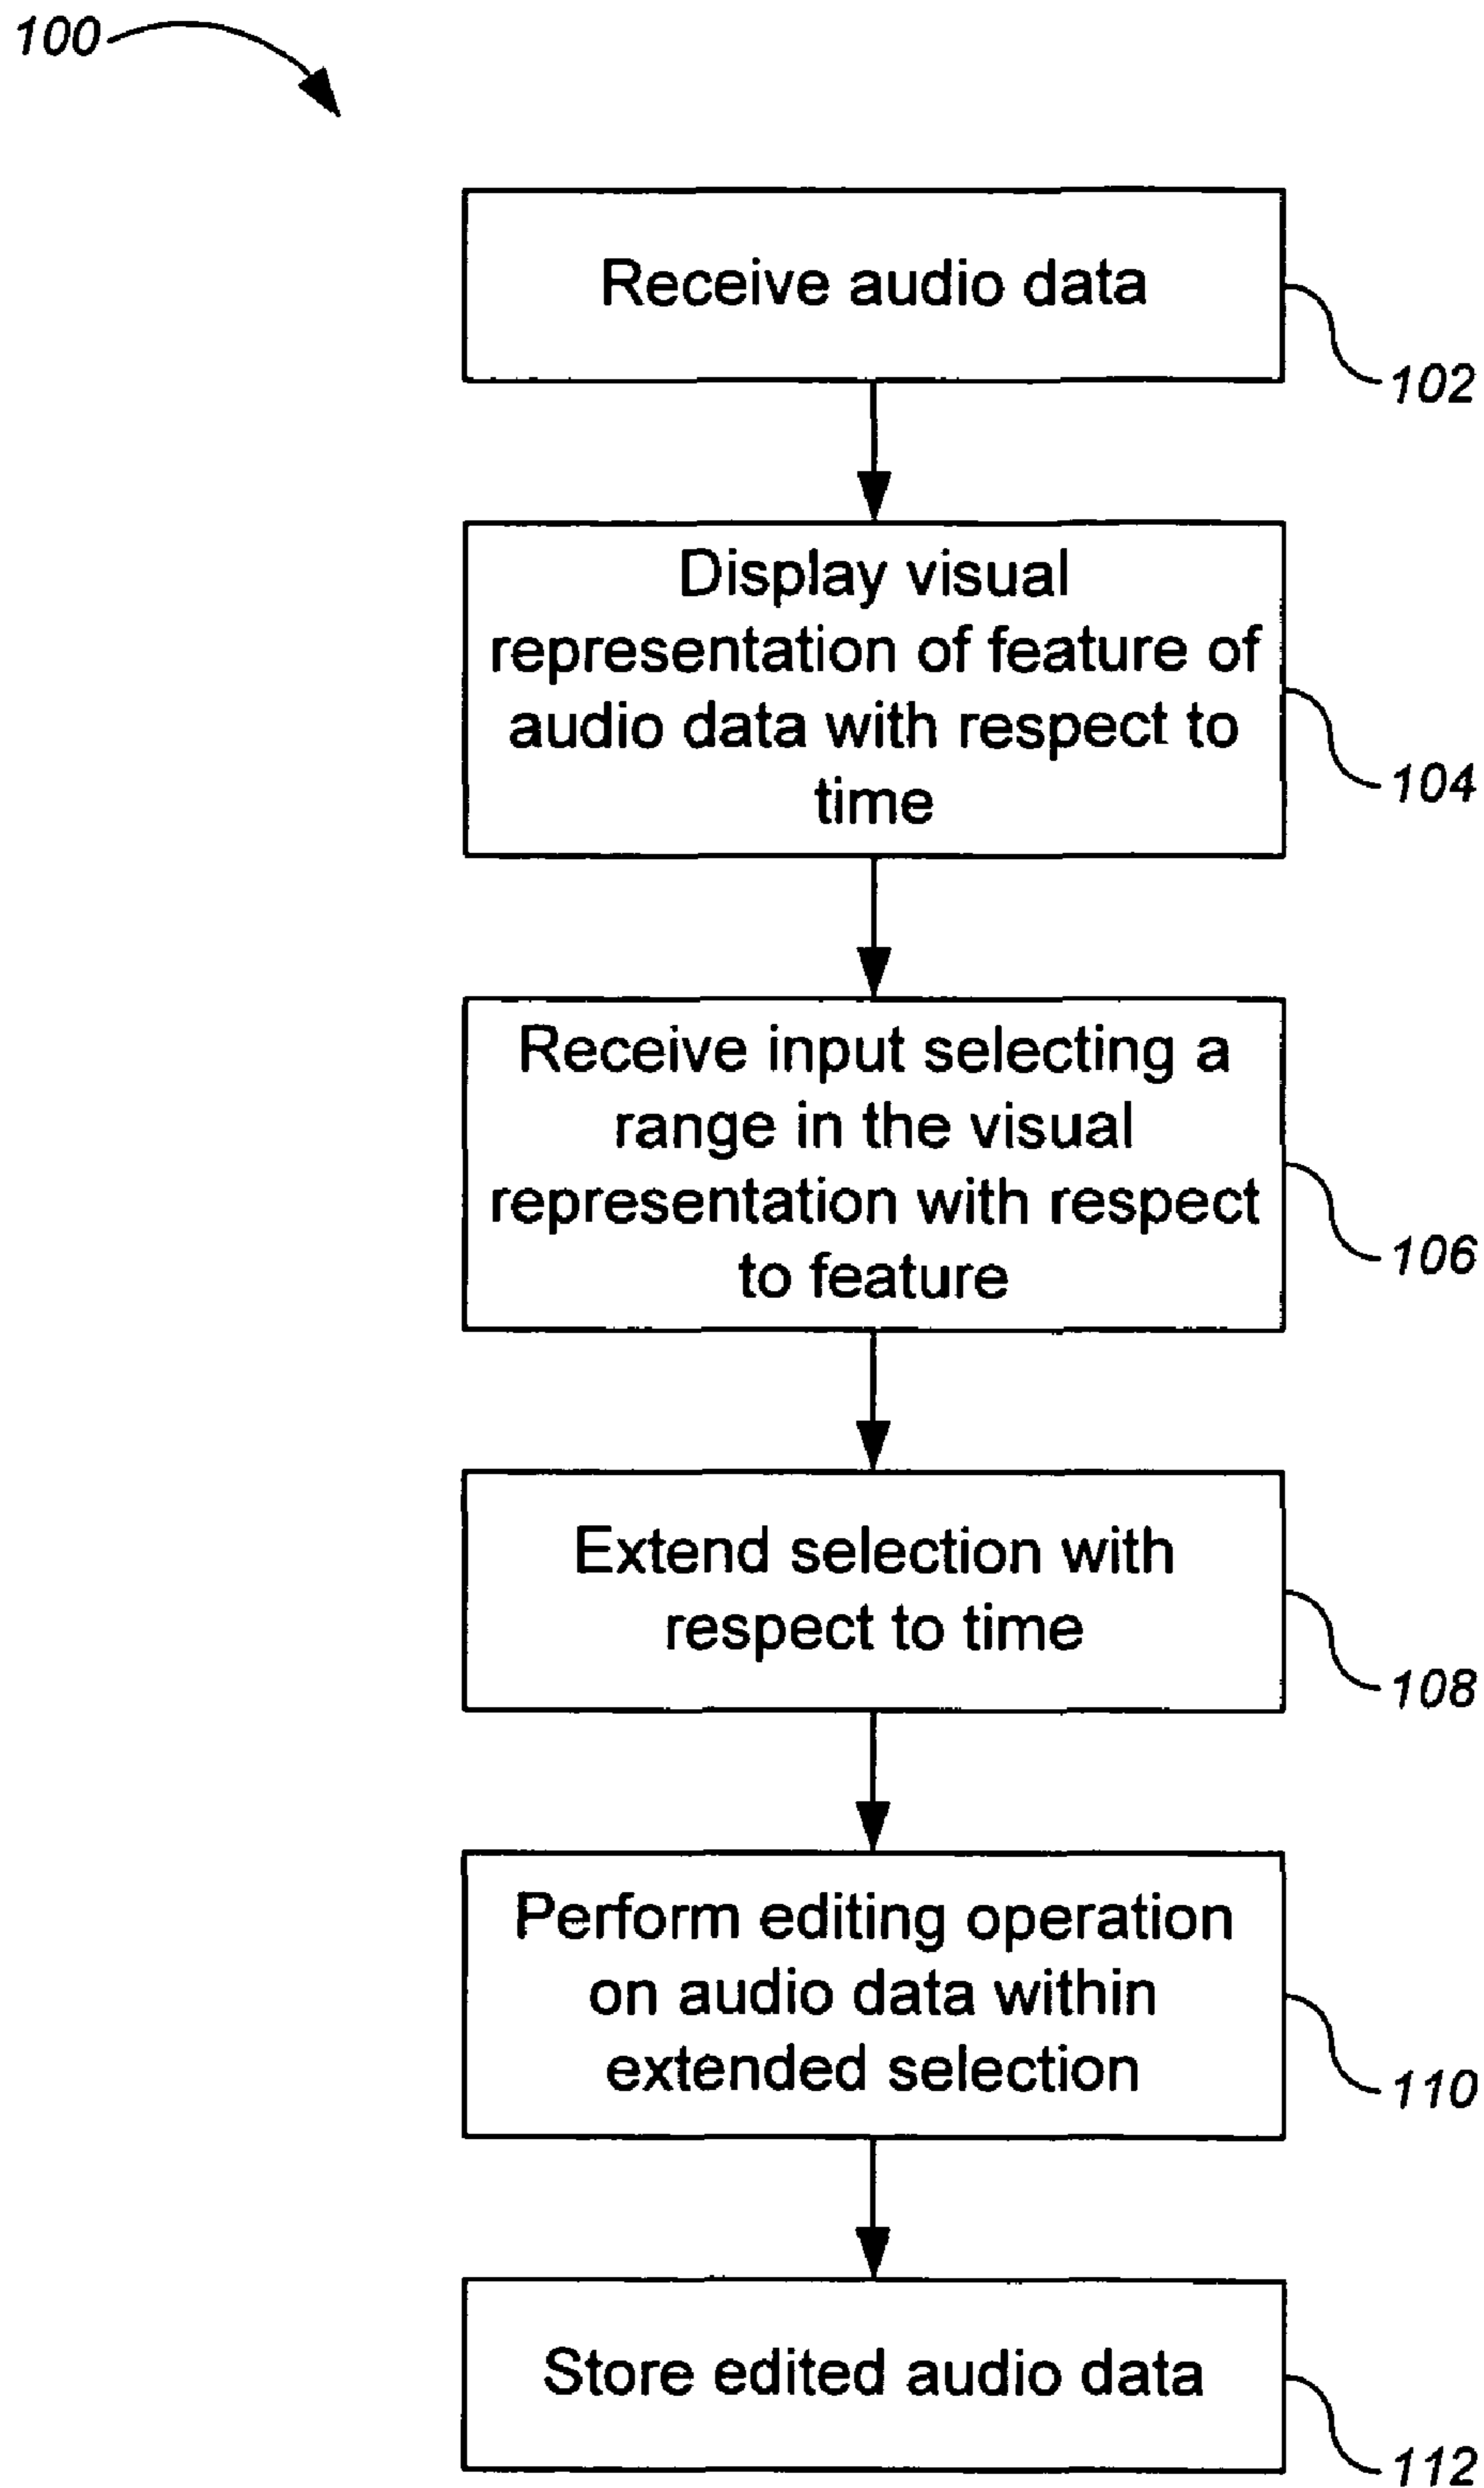 100
Receive audio data
102
Display visual
representation of feature of
audio data with respect to
time
104
Receive input selecting a
range in the visual
representation with respect
to feature
106
Extend selection with
respect to time
108
Perform editing operation
on audio data within
extended selection
110
Store edited audio data
112